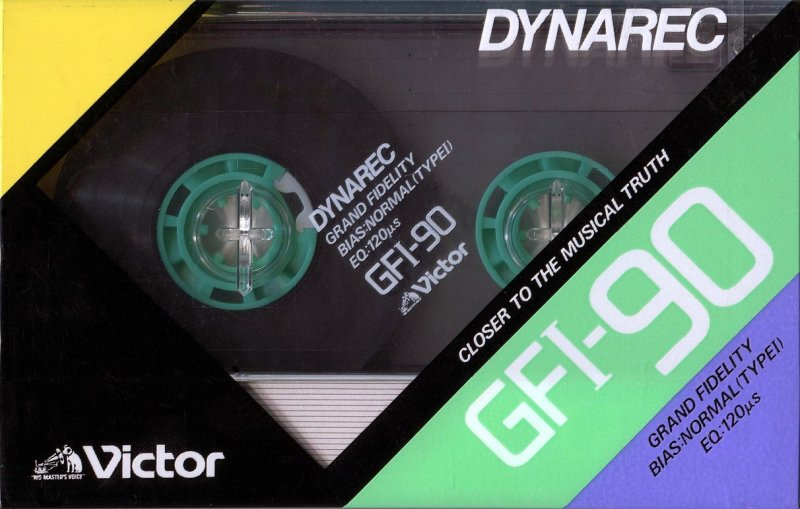 DYNAREC
DYNAREC
GRAND FIDELITY
BIAS:NORMAL(TYPEI)
EQ:120μs
GFI-90
Victor
CLOSER TO THE MUSICAL TRUTH
GFI-90
GRAND FIDELITY
BIAS:NORMAL(TYPEI)
EQ:120μs
Victor
"HIS MASTER'S VOICE"